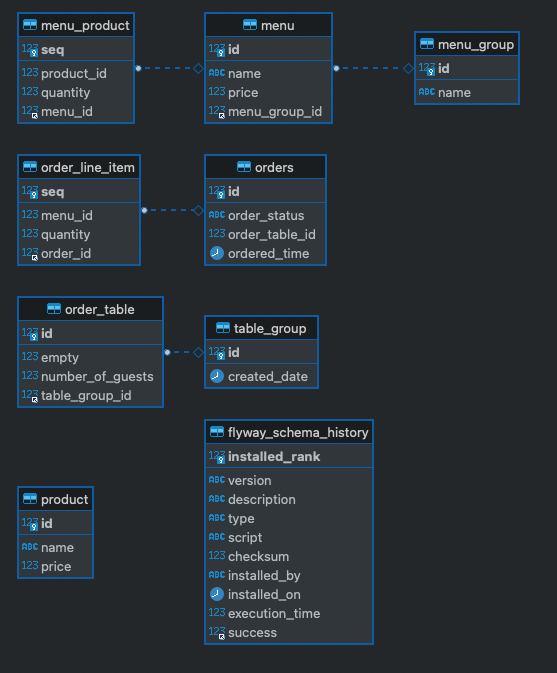 menu_product
123 seq
123 product_id
123 quantity
123 menu_id
menu
123 id
ABC name
123 price
123 menu_group_id
menu_group
123 id
ABC name
order_line_item
123 seq
123 menu_id
123 quantity
123 order_id
orders
123 id
ABC order_status
123 order_table_id
ordered_time
order_table
123 id
123 empty
123 number_of_guests
123 table_group_id
table_group
123 id
created_date
flyway_schema_history
123 installed_rank
ABC version
ABC description
ABC type
ABC script
123 checksum
ABC installed_by
installed_on
123 execution_time
123 success
product
123 id
ABC name
123 price